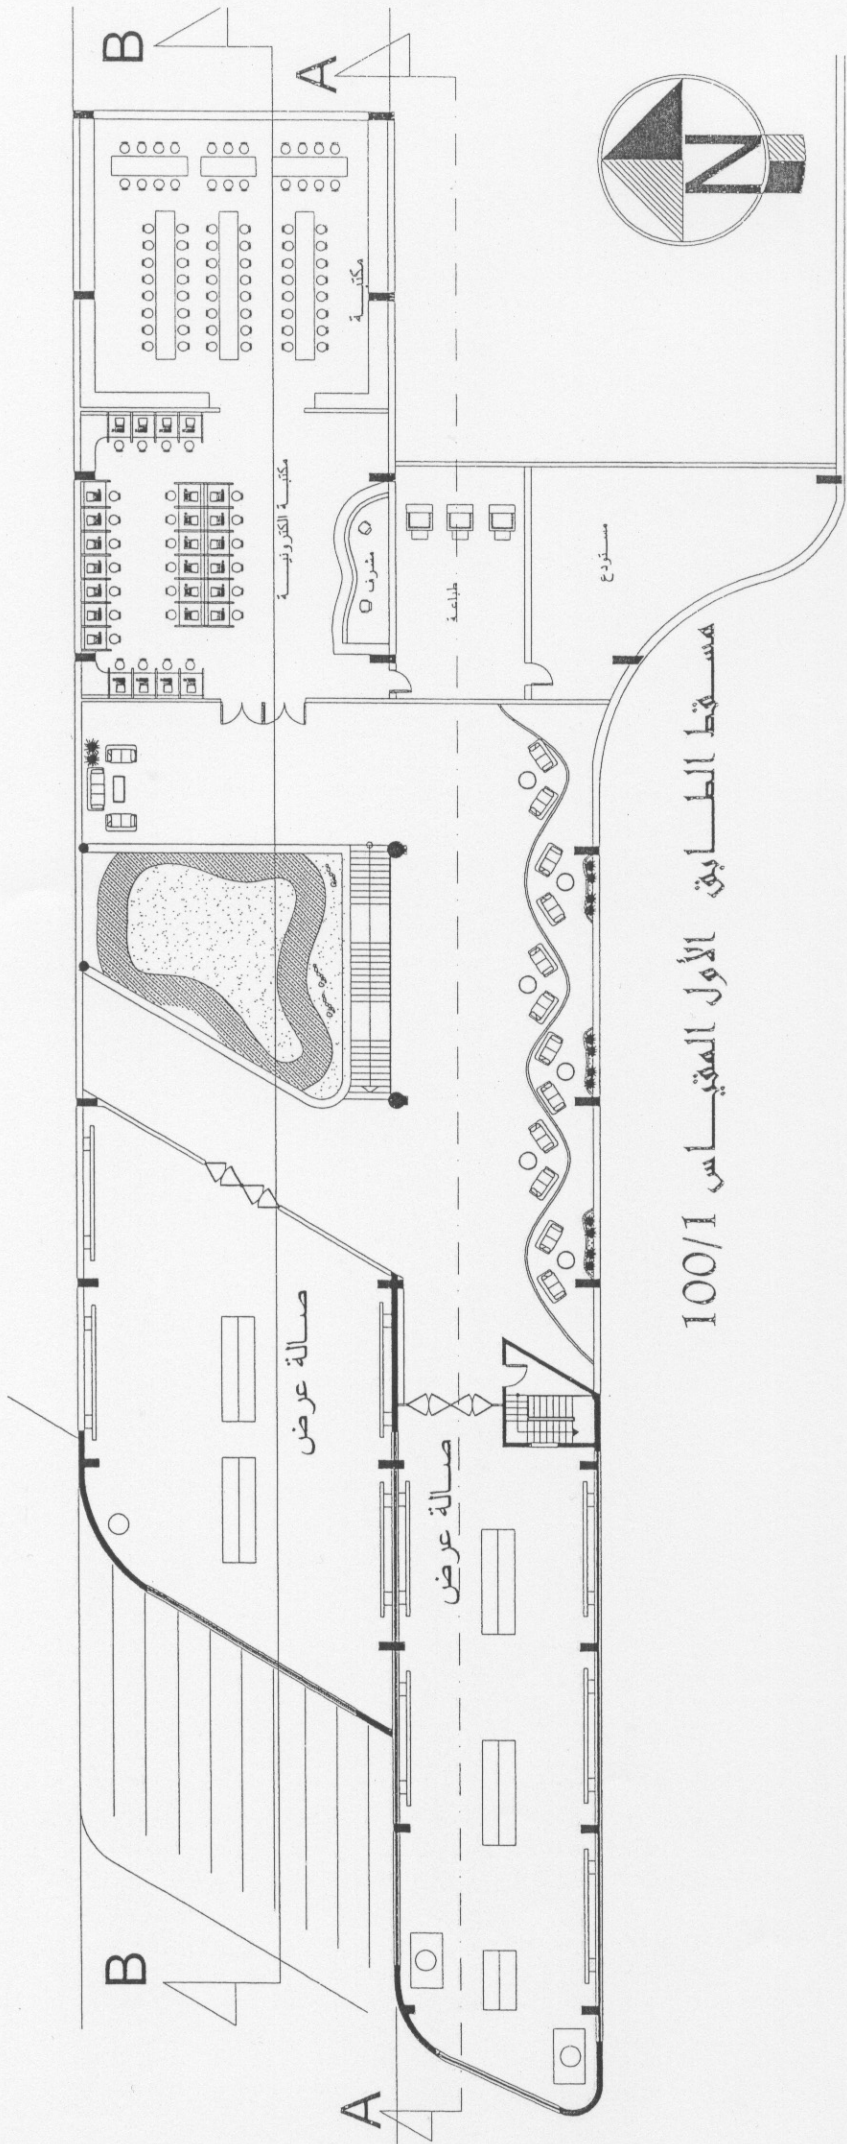 B
A
N
مكتبة
مكتبة الكترونية
مشرف
طباعة
مستودع
صالة عرض
صالة عرض
B
A
مسقط الطابق الأول المقياس 100/1